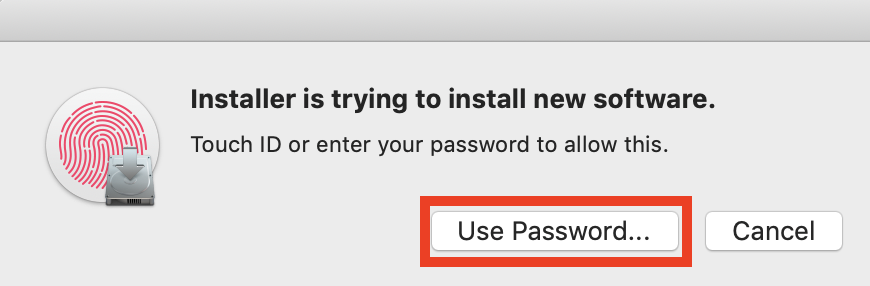 Installer is trying to install new software.
Touch ID or enter your password to allow this.
Use Password...
Cancel